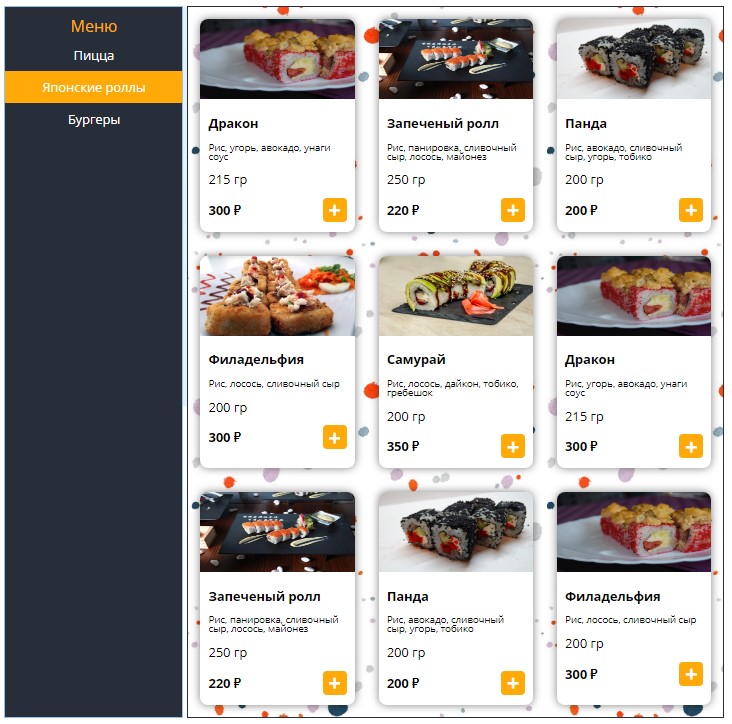 Меню
Пицца
Японские роллы
Бургеры
Дракон
Рис, угорь, авокадо, унаги
соус
215 гр
300 ₽
Запеченый ролл
Рис, панировка, сливочный
сыр, лосось, майонез
250 гр
220 ₽
Панда
Рис, авокадо, сливочный
сыр, угорь, тобико
200 гр
200 ₽
Филадельфия
Рис, лосось, сливочный сыр
200 гр
300 ₽
Самурай
Рис, лосось, дайкон, тобико,
гребешок
200 гр
350 ₽
Дракон
Рис, угорь, авокадо, унаги
соус
215 гр
300 ₽
Запеченый ролл
Рис, панировка, сливочный
сыр, лосось, майонез
250 гр
220 ₽
Панда
Рис, авокадо, сливочный
сыр, угорь, тобико
200 гр
200 ₽
Филадельфия
Рис, лосось, сливочный сыр
200 гр
300 ₽